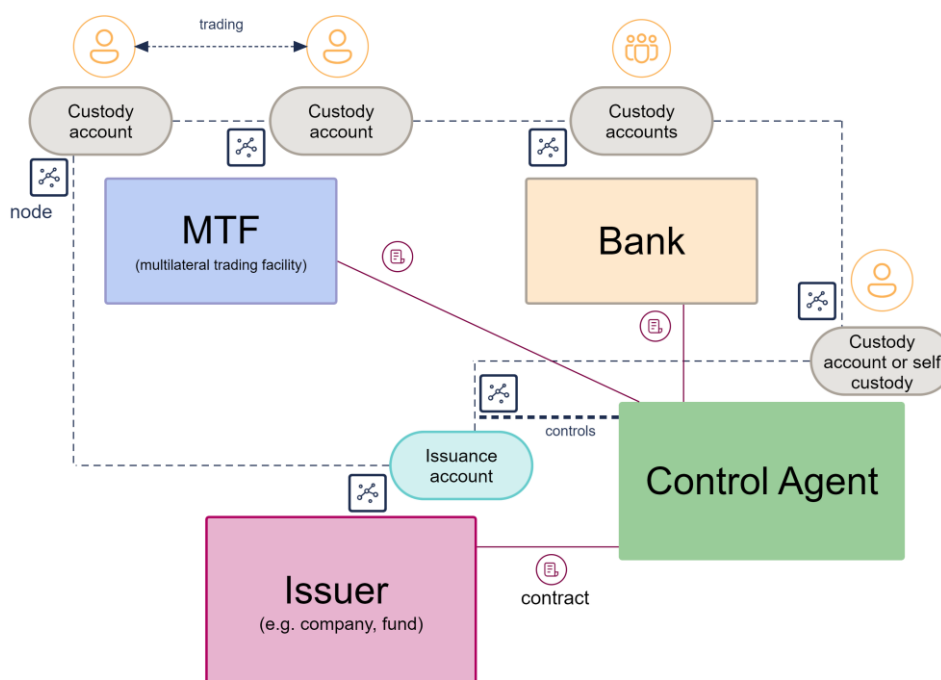 trading
Custody
account
Custody
account
Custody
accounts
node
MTF
(multilateral trading facility)
Bank
Custody
account or self
custody
controls
Issuance
account
Control Agent
Issuer
(e.g. company, fund)
contract